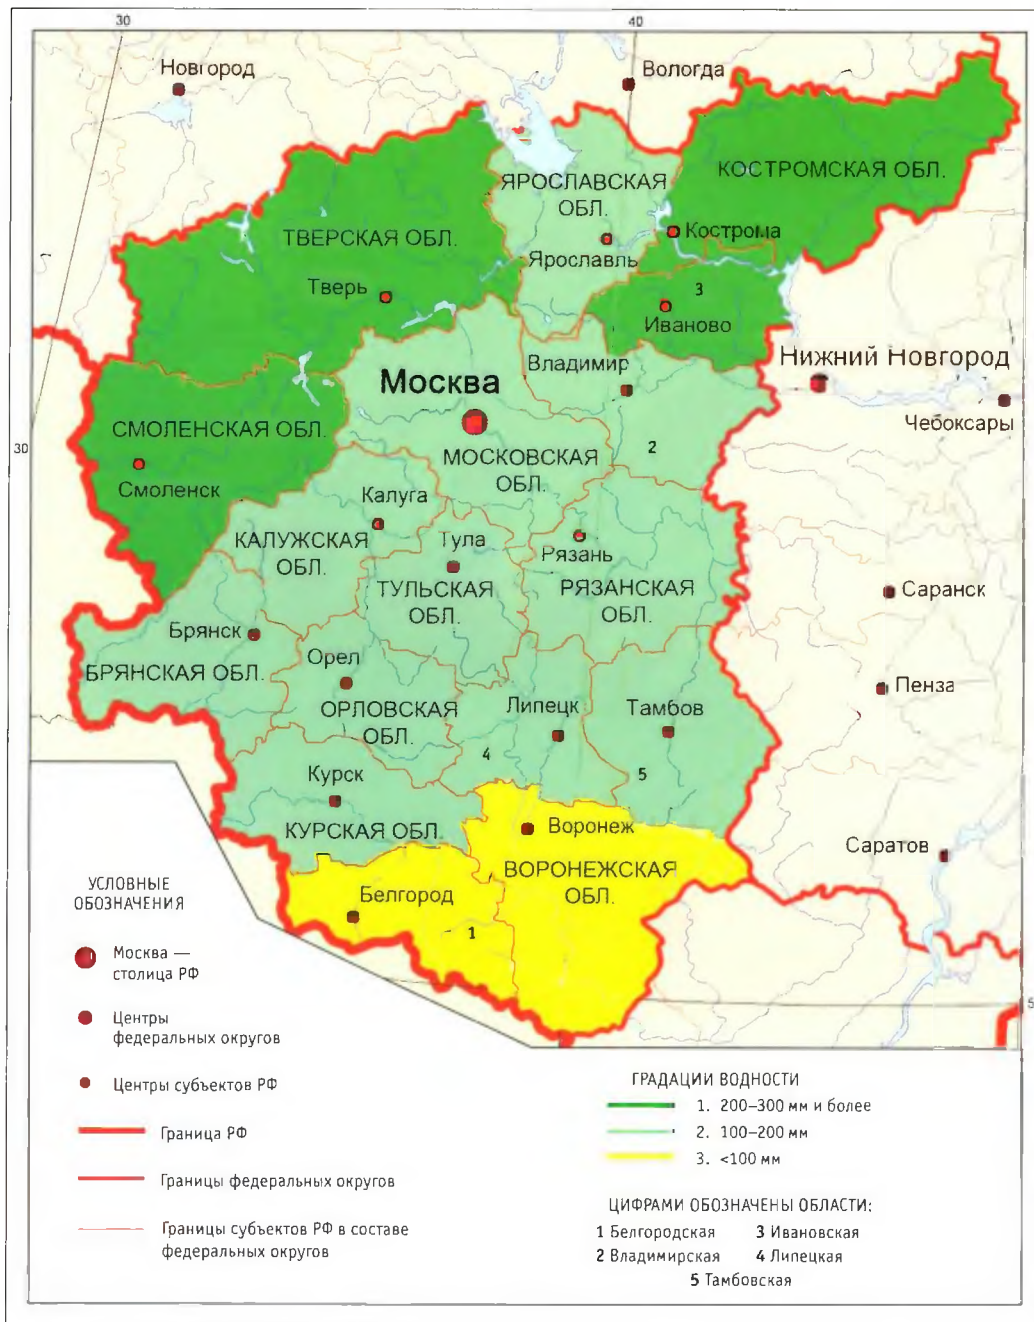 30
40
Новгород
Вологда
КОСТРОМСКАЯ ОБЛ.
ЯРОСЛАВСКАЯ
ОБЛ.
ТВЕРСКАЯ ОБЛ.
Кострома
Ярославль
Тверь
3
Иваново
Владимир
Нижний Новгород
Москва
Чебоксары
СМОЛЕНСКАЯ ОБЛ.
30
2
МОСКОВСКАЯ
ОБЛ.
Смоленск
Калуга
КАЛУЖСКАЯ
ОБЛ.
Тула
Рязань
ТУЛЬСКАЯ
ОБЛ.
РЯЗАНСКАЯ
ОБЛ.
Саранск
Брянск
БРЯНСКАЯ ОБЛ.
Орел
ОРЛОВСКАЯ
ОБЛ.
Липецк
Тамбов
Пенза
4
5
Курск
КУРСКАЯ ОБЛ.
Воронеж
ВОРОНЕЖСКАЯ
ОБЛ.
Саратов
Белгород
1
УСЛОВНЫЕ
ОБОЗНАЧЕНИЯ
Москва —
столица РФ
Центры
федеральных округов
Центры субъектов РФ
Граница РФ
Границы федеральных округов
Границы субъектов РФ в составе
федеральных округов
ГРАДАЦИИ ВОДНОСТИ
1. 200–300 мм и более
2. 100–200 мм
3. <100 мм
ЦИФРАМИ ОБОЗНАЧЕНЫ ОБЛАСТИ:
1 Белгородская 3 Ивановская
2 Владимирская 4 Липецкая
5 Тамбовская